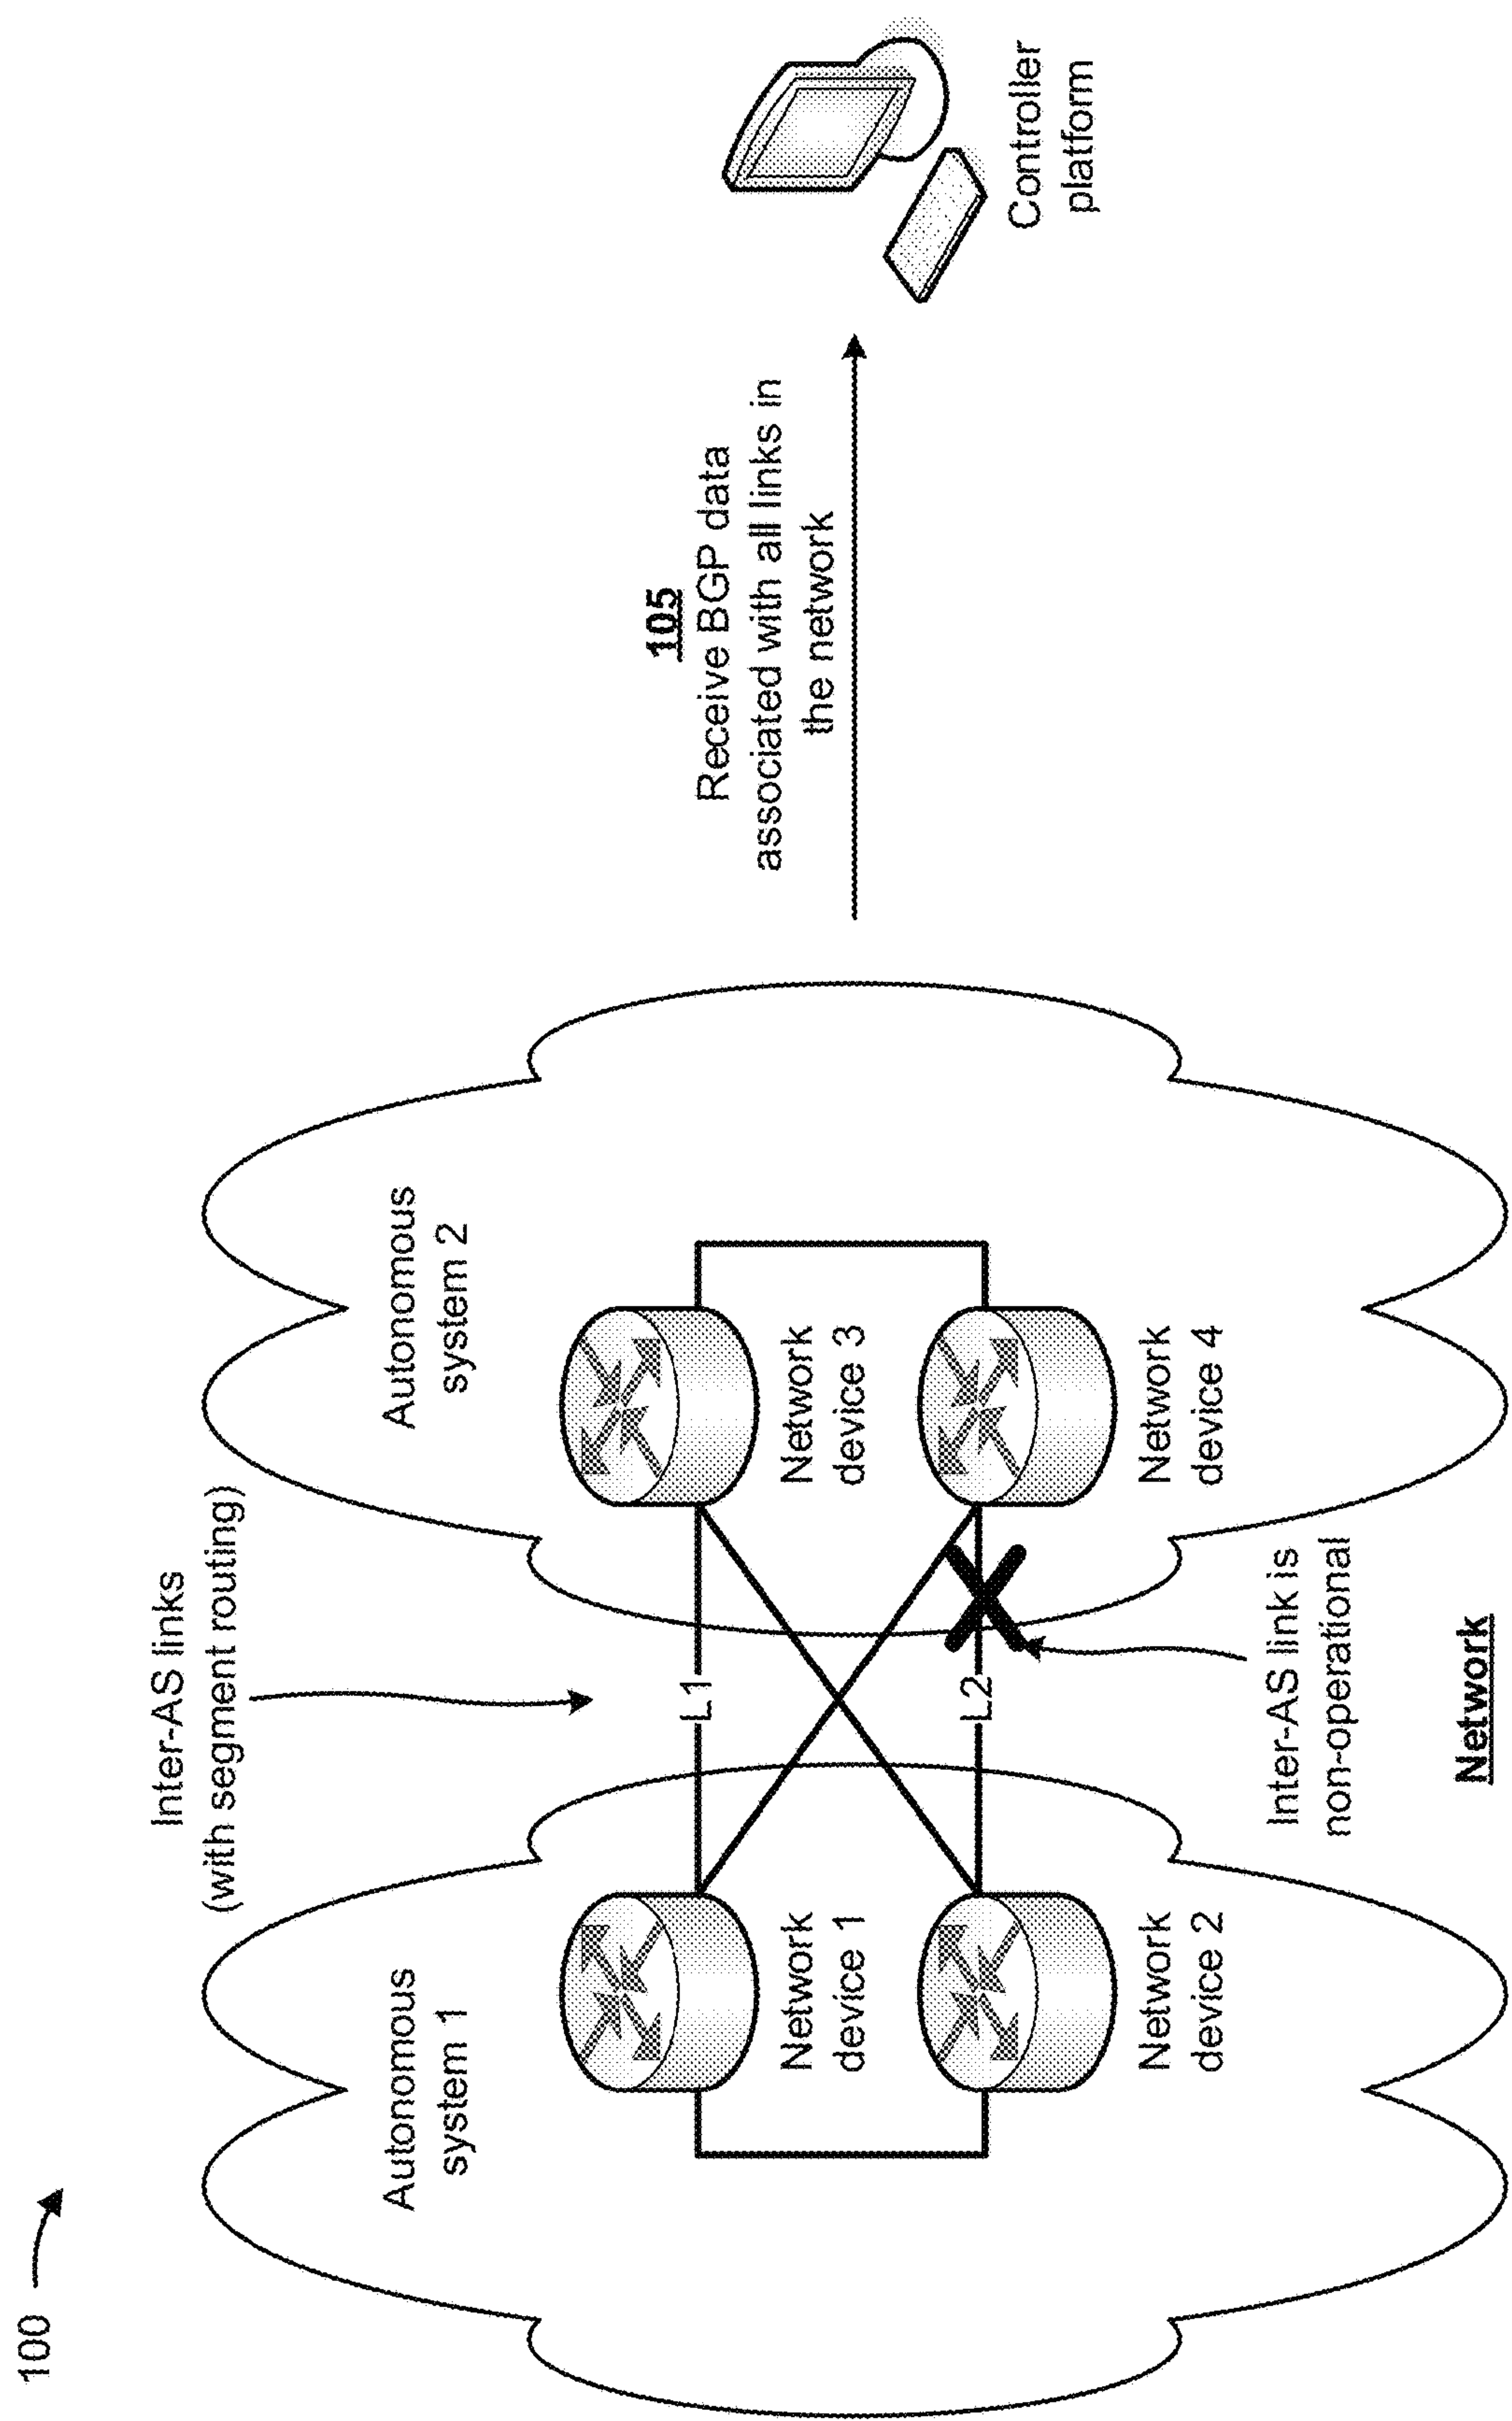 100
Inter-AS links
(with segment routing)
Autonomous
system 1
Autonomous
system 2
105
Receive BGP data
associated with all links in
the network
L1
Network
device 1
Network
device 3
L2
Network
device 2
Network
device 4
Controller
platform
Inter-AS link is
non-operational
Network